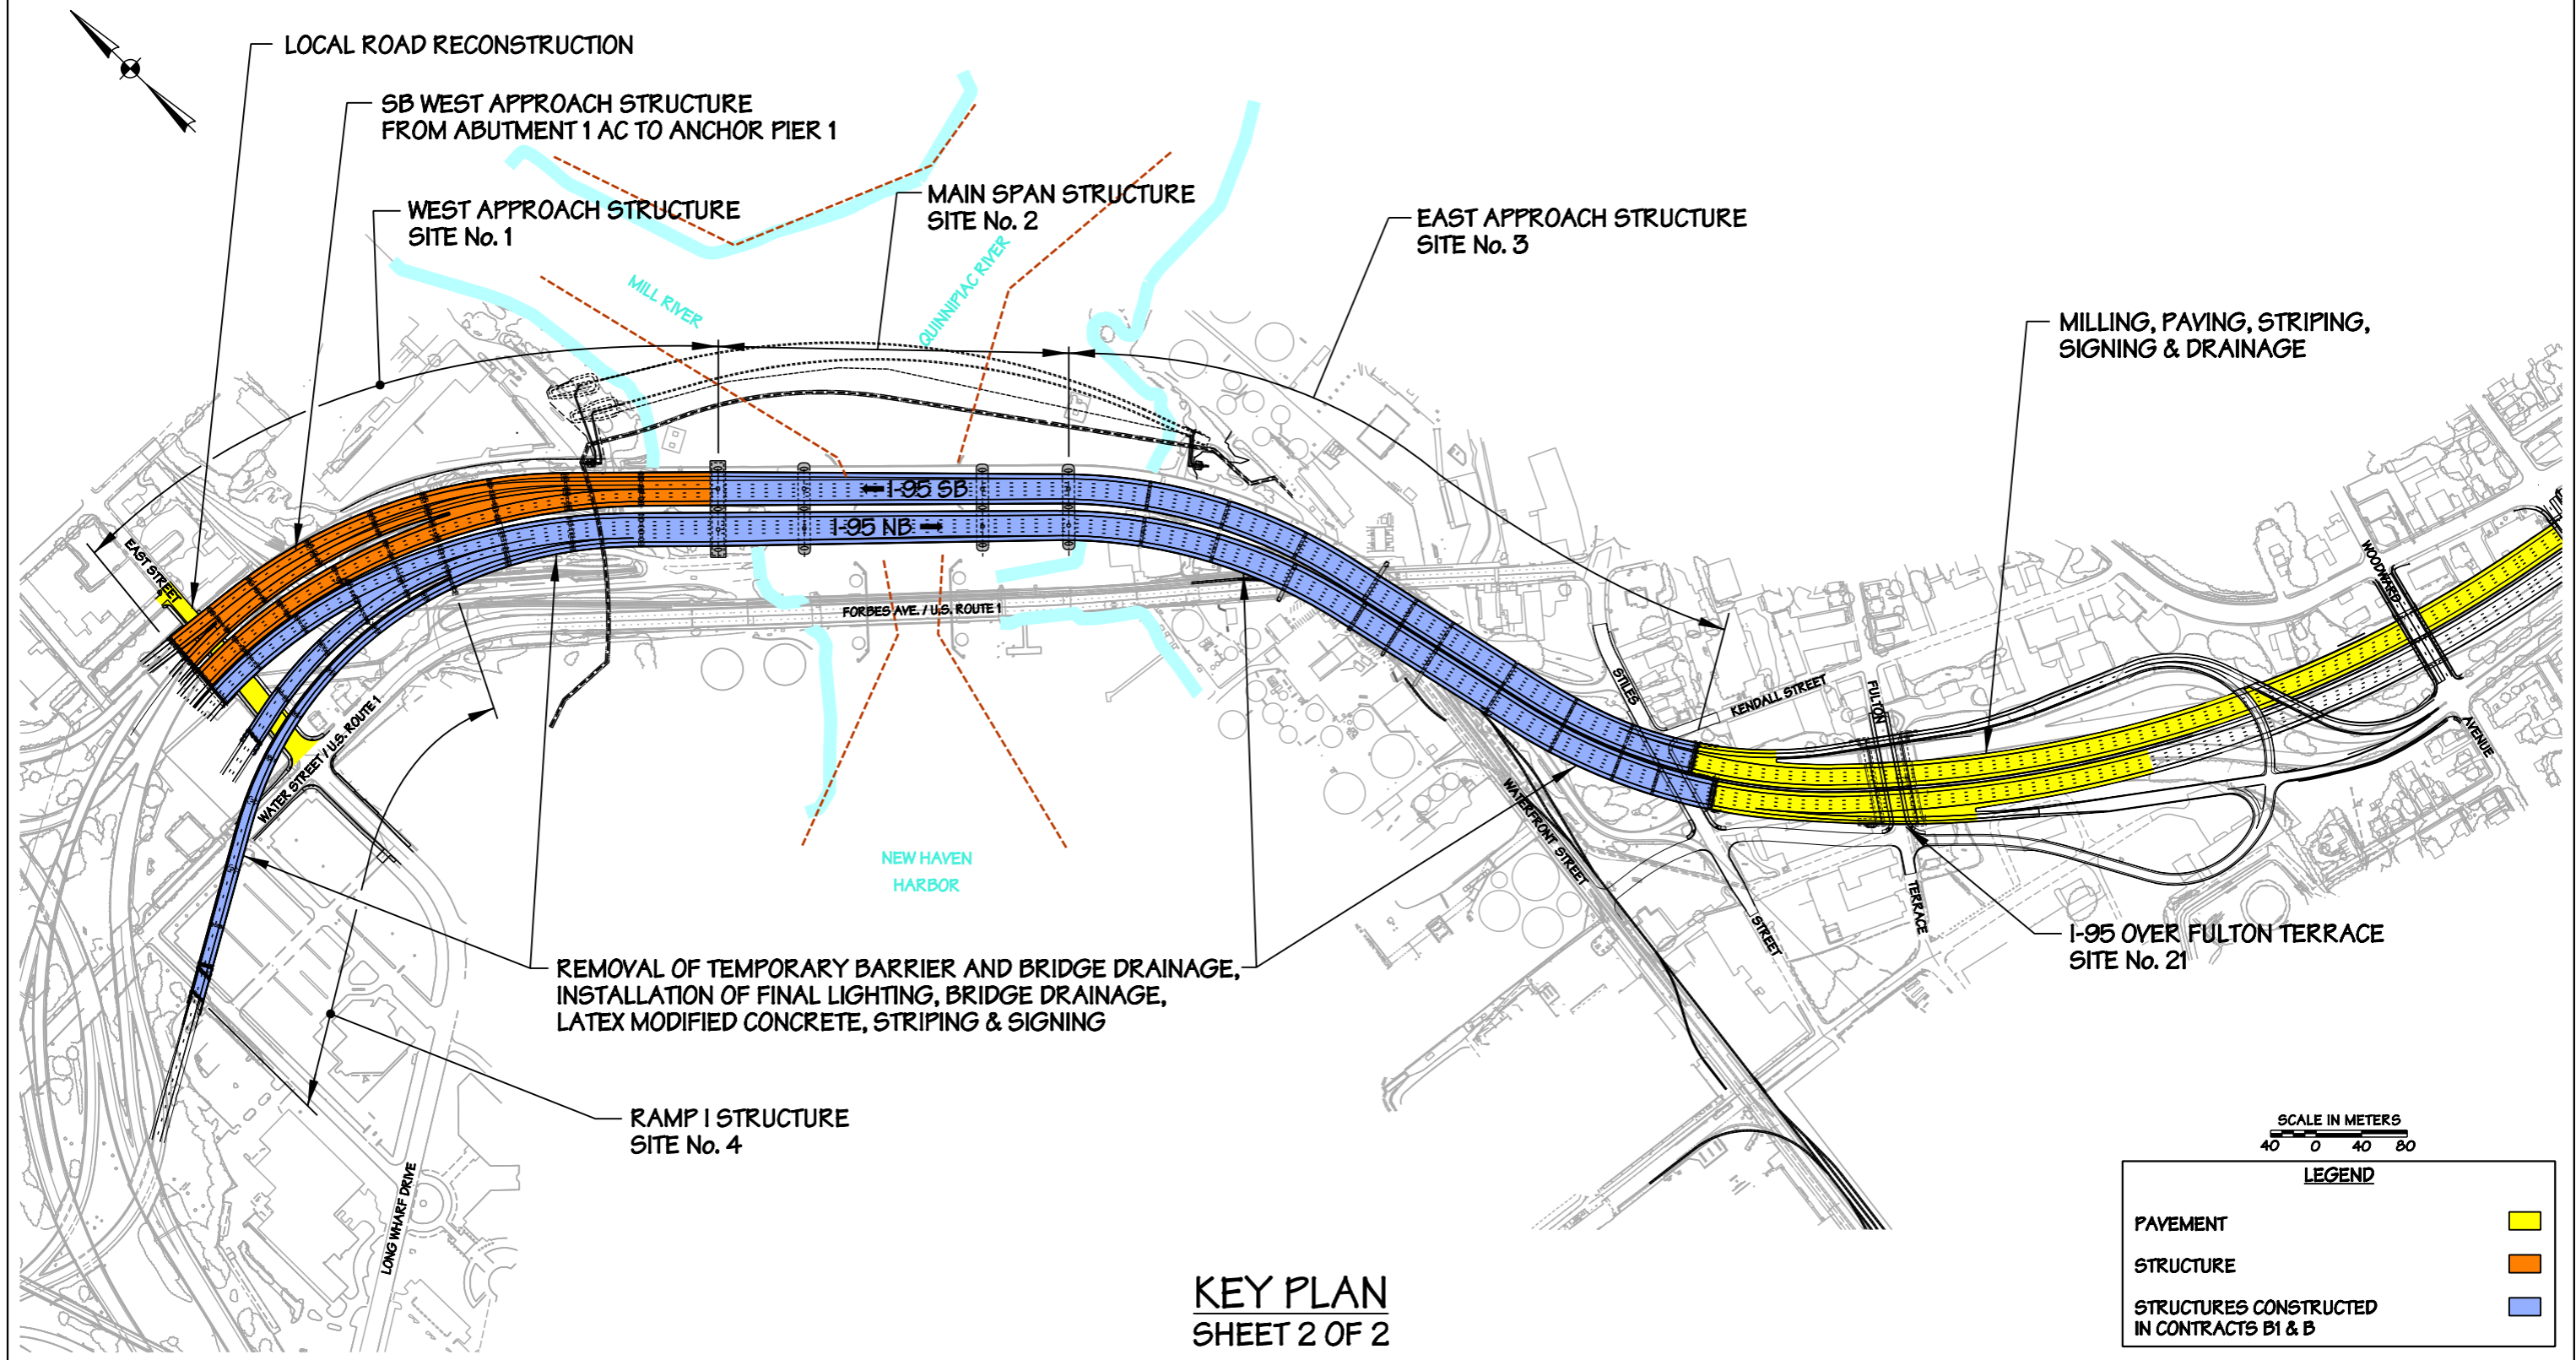 LOCAL ROAD RECONSTRUCTION
SB WEST APPROACH STRUCTURE
FROM ABUTMENT 1 AC TO ANCHOR PIER 1
WEST APPROACH STRUCTURE
SITE No. 1
MAIN SPAN STRUCTURE
SITE No. 2
EAST APPROACH STRUCTURE
SITE No. 3
MILLING, PAVING, STRIPING,
SIGNING & DRAINAGE
MILL RIVER
QUINNIPIAC RIVER
I-95 SB
I-95 NB
EAST STREET
FORBES AVE. / U.S. ROUTE 1
WATER STREET / U.S. ROUTE 1
WOODWARD
AVENUE
STILES
STREET
KENDALL STREET
FULTON
TERRACE
WATERFRONT STREET
NEW HAVEN
HARBOR
I-95 OVER FULTON TERRACE
SITE No. 21
REMOVAL OF TEMPORARY BARRIER AND BRIDGE DRAINAGE,
INSTALLATION OF FINAL LIGHTING, BRIDGE DRAINAGE,
LATEX MODIFIED CONCRETE, STRIPING & SIGNING
RAMP I STRUCTURE
SITE No. 4
LONG WHARF DRIVE
SCALE IN METERS
40 0 40 80
LEGEND
PAVEMENT
STRUCTURE
STRUCTURES CONSTRUCTED
IN CONTRACTS B1 & B
KEY PLAN
SHEET 2 OF 2